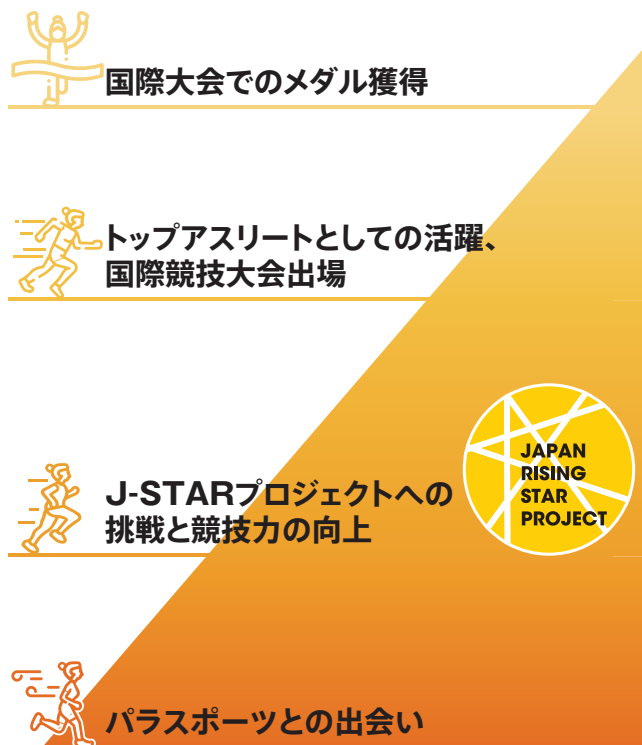 国際大会でのメダル獲得
トップアスリートとしての活躍、
国際競技大会出場
J-STARプロジェクトへの
挑戦と競技力の向上
JAPAN
RISING
STAR
PROJECT
パラスポーツとの出会い